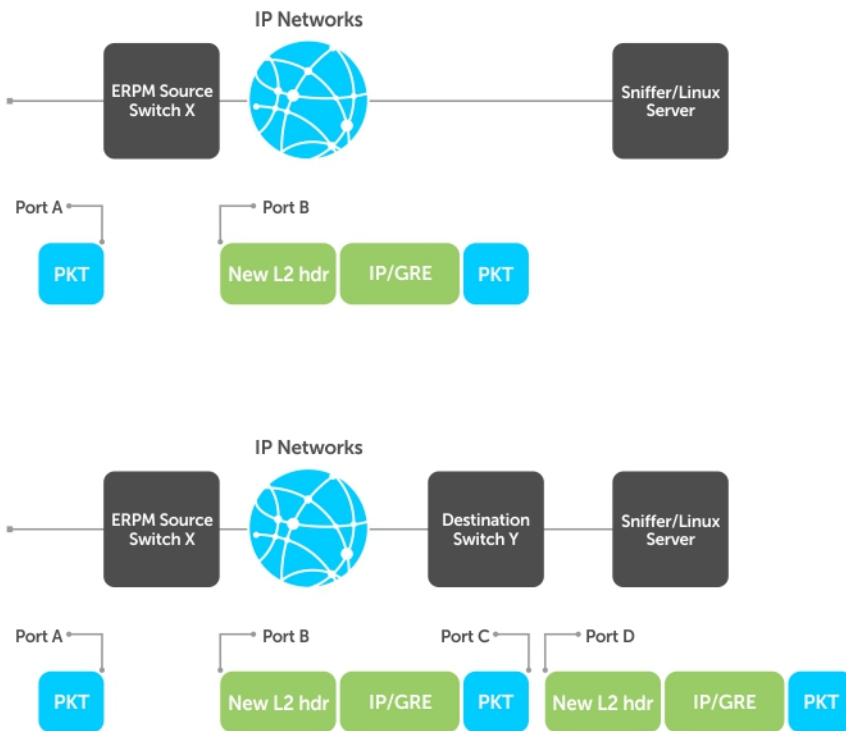 IP Networks
ERPM Source
Switch X
Sniffer/Linux
Server
Port A
Port B
PKT
New L2 hdr
IP/GRE
PKT
IP Networks
ERPM Source
Switch X
Destination
Switch Y
Sniffer/Linux
Server
Port A
Port B
Port C
Port D
PKT
New L2 hdr
IP/GRE
PKT
New L2 hdr
IP/GRE
PKT